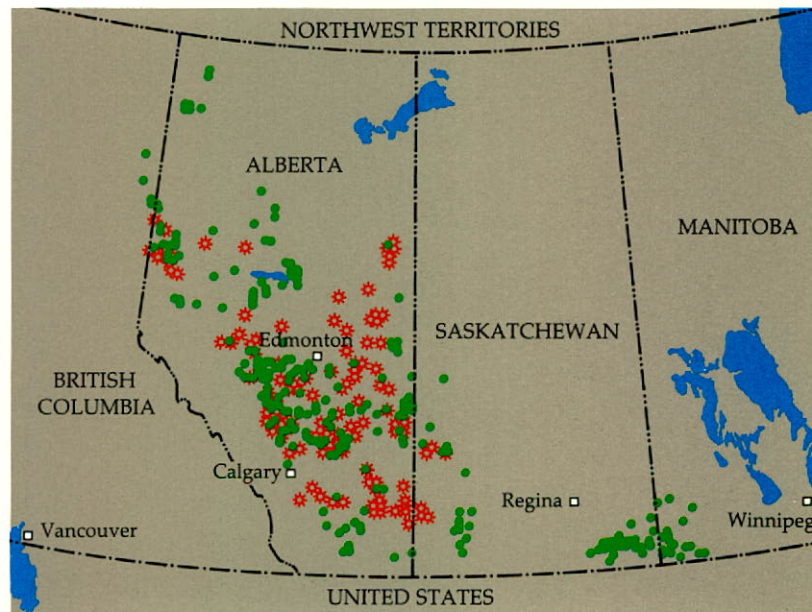 NORTHWEST TERRITORIES
ALBERTA
MANITOBA
SASKATCHEWAN
Edmonton
BRITISH
COLUMBIA
Calgary
Regina
Winnipeg
Vancouver
UNITED STATES